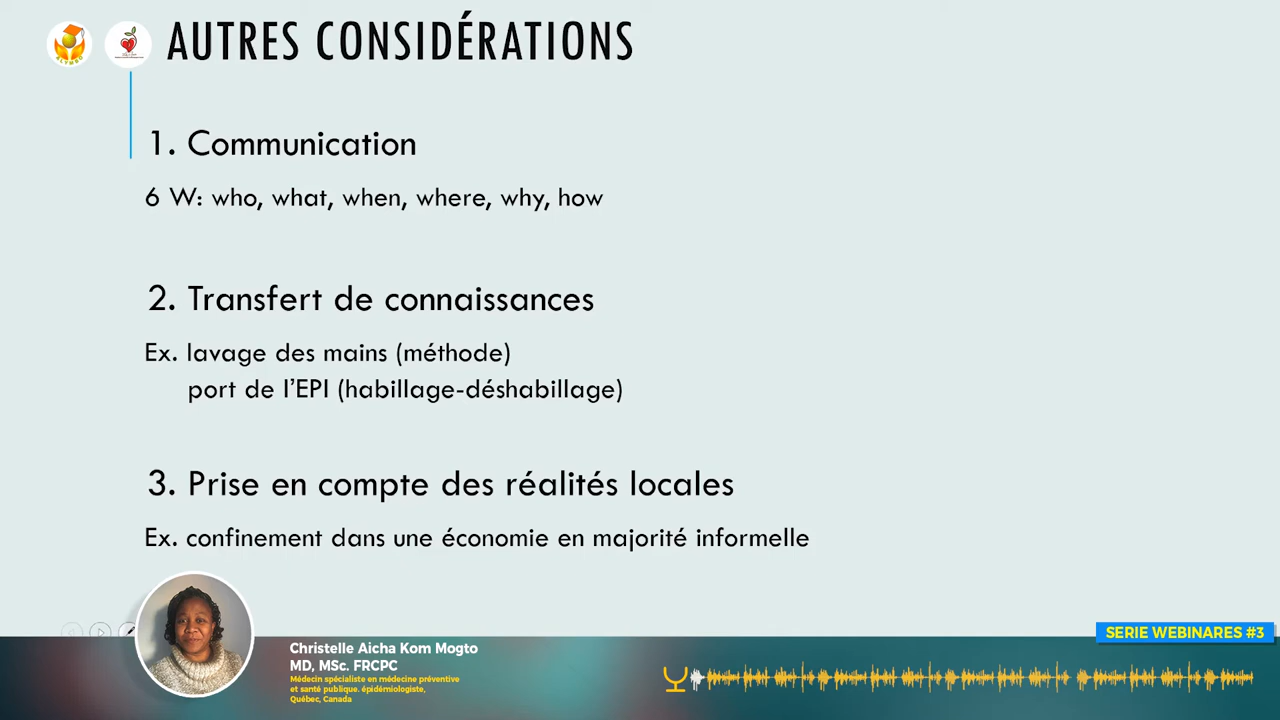 AUTRES CONSIDÉRATIONS
1. Communication
6 W: who, what, when, where, why, how
2. Transfert de connaissances
Ex. lavage des mains (méthode)
port de l’EPI (habillage-déshabillage)
3. Prise en compte des réalités locales
Ex. confinement dans une économie en majorité informelle
SERIE WEBINARES #3
Christelle Aicha Kom Mogto
MD, MSc. FRCPC
Médecin spécialiste en médecine préventive
et santé publique. épidémiologiste,
Québec, Canada